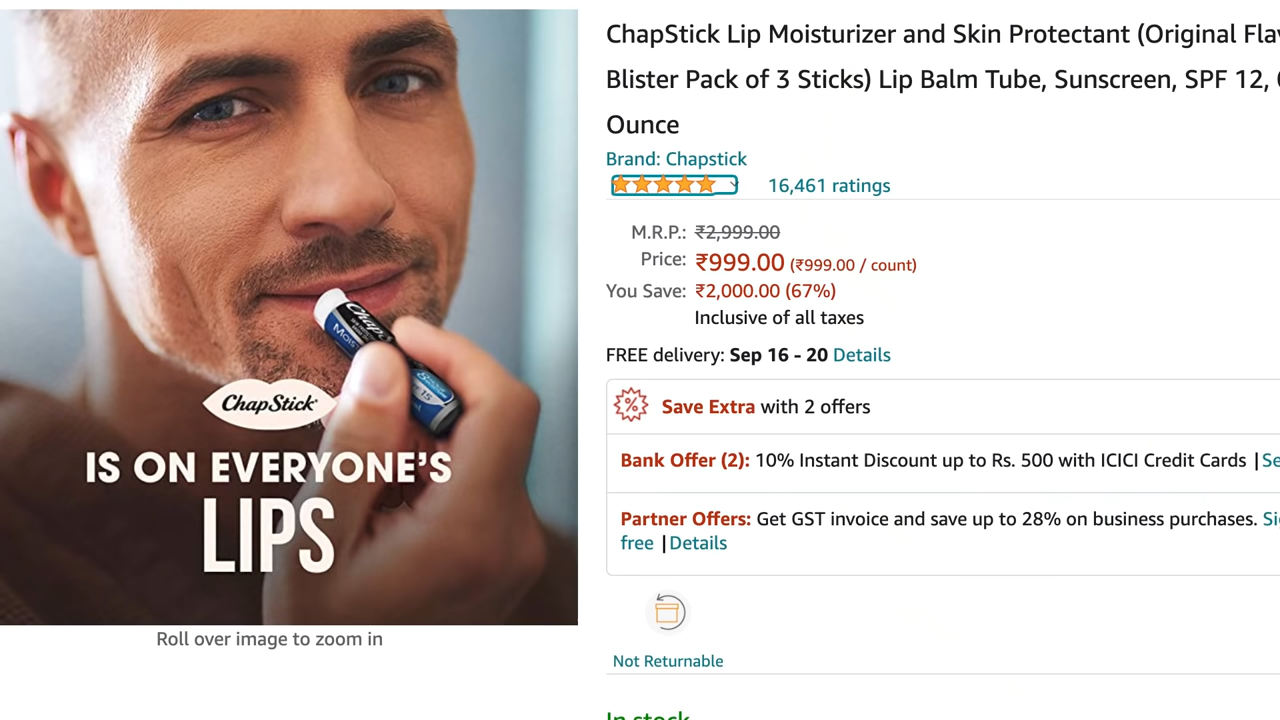 ChapStick
IS ON EVERYONE'S
LIPS
Roll over image to zoom in
ChapStick Lip Moisturizer and Skin Protectant (Original
Blister Pack of 3 Sticks) Lip Balm Tube, Sunscreen, SPF 12,
Ounce
Brand: Chapstick
16,461 ratings
M.R.P.: ₹2,999.00
Price: ₹999.00 (₹999.00 / count)
You Save: ₹2,000.00 (67%)
Inclusive of all taxes
FREE delivery: Sep 16 - 20 Details
Save Extra with 2 offers
Bank Offer (2): 10% Instant Discount up to Rs. 500 with ICICI Credit Cards |
Partner Offers: Get GST invoice and save up to 28% on business purchases.
free | Details
Not Returnable
In stock